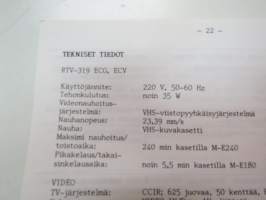 - 22 -
TEKNISET TIEDOT
RTV-319 ECG, ECV
Käyttöjännite: 220 V, 50-60 Hz
Tehonkulutus: noin 35 W
Videonauhoitus-
järjestelmä: VHS-viistopyyhkäisyjärjestelmä
Nauhanopeus: 23,39 mm/s
Nauha: VHS-kuvakasetti
Maksimi nauhoitus/
toistoaika: 240 min kasetilla M-E240
Pikakelaus/takai-
sinkelausaika: noin 5,5 min kasetilla M-E180
VIDEO
TV-järjestelmä: CCIR; 625 juovaa, 50 kenttää,